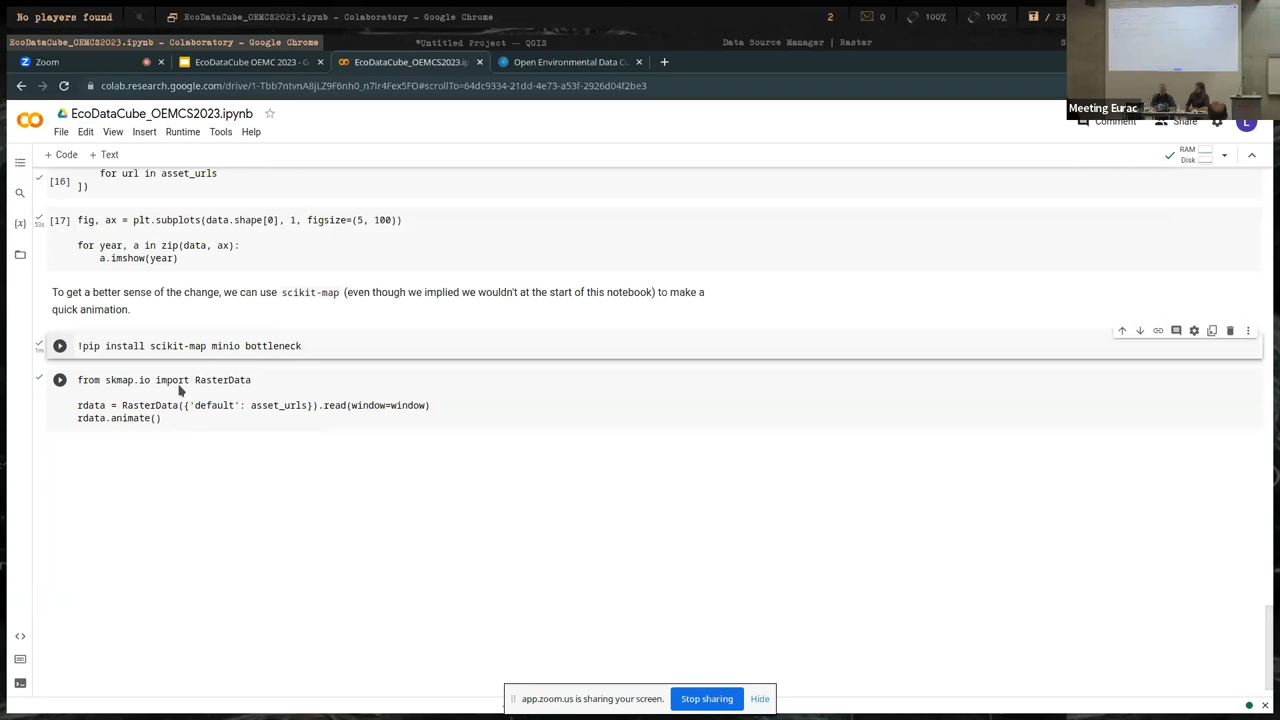 No players found
EcoDataCube_OEMCS2023.ipynb - Colaboratory - Google Chrome
2
0
100%
100%
/ 23
EcoDataCube_OEMCS2023.ipynb - Colaboratory - Google Chrome
*Untitled Project — QGIS
Data Source Manager | Raster
Zoom
EcoDataCube OEMC 2023 - G
EcoDataCube_OEMCS2023.ip
Open Environmental Data C
colab.research.google.com/drive/1-Tbb7ntvnA8jLZ9F6nh0_n7lr4Fex5FO#scrollTo=64dc9334-21dd-4e73-a53f-2926d04f2be3
Meeting Eurac
EcoDataCube_OEMCS2023.ipynb
Comment
Share
L
File Edit View Insert Runtime Tools Help
+ Code + Text
RAM
Disk
for url in asset_urls
[16]
])
[17] fig, ax = plt.subplots(data.shape[0], 1, figsize=(5, 100))
53s
for year, a in zip(data, ax):
a.imshow(year)
To get a better sense of the change, we can use scikit-map (even though we implied we wouldn't at the start of this notebook) to make a
quick animation.
!pip install scikit-map minio bottleneck
1m
from skmap.io import RasterData
rdata = RasterData({'default': asset_urls}).read(window=window)
rdata.animate()
app.zoom.us is sharing your screen.
Stop sharing
Hide